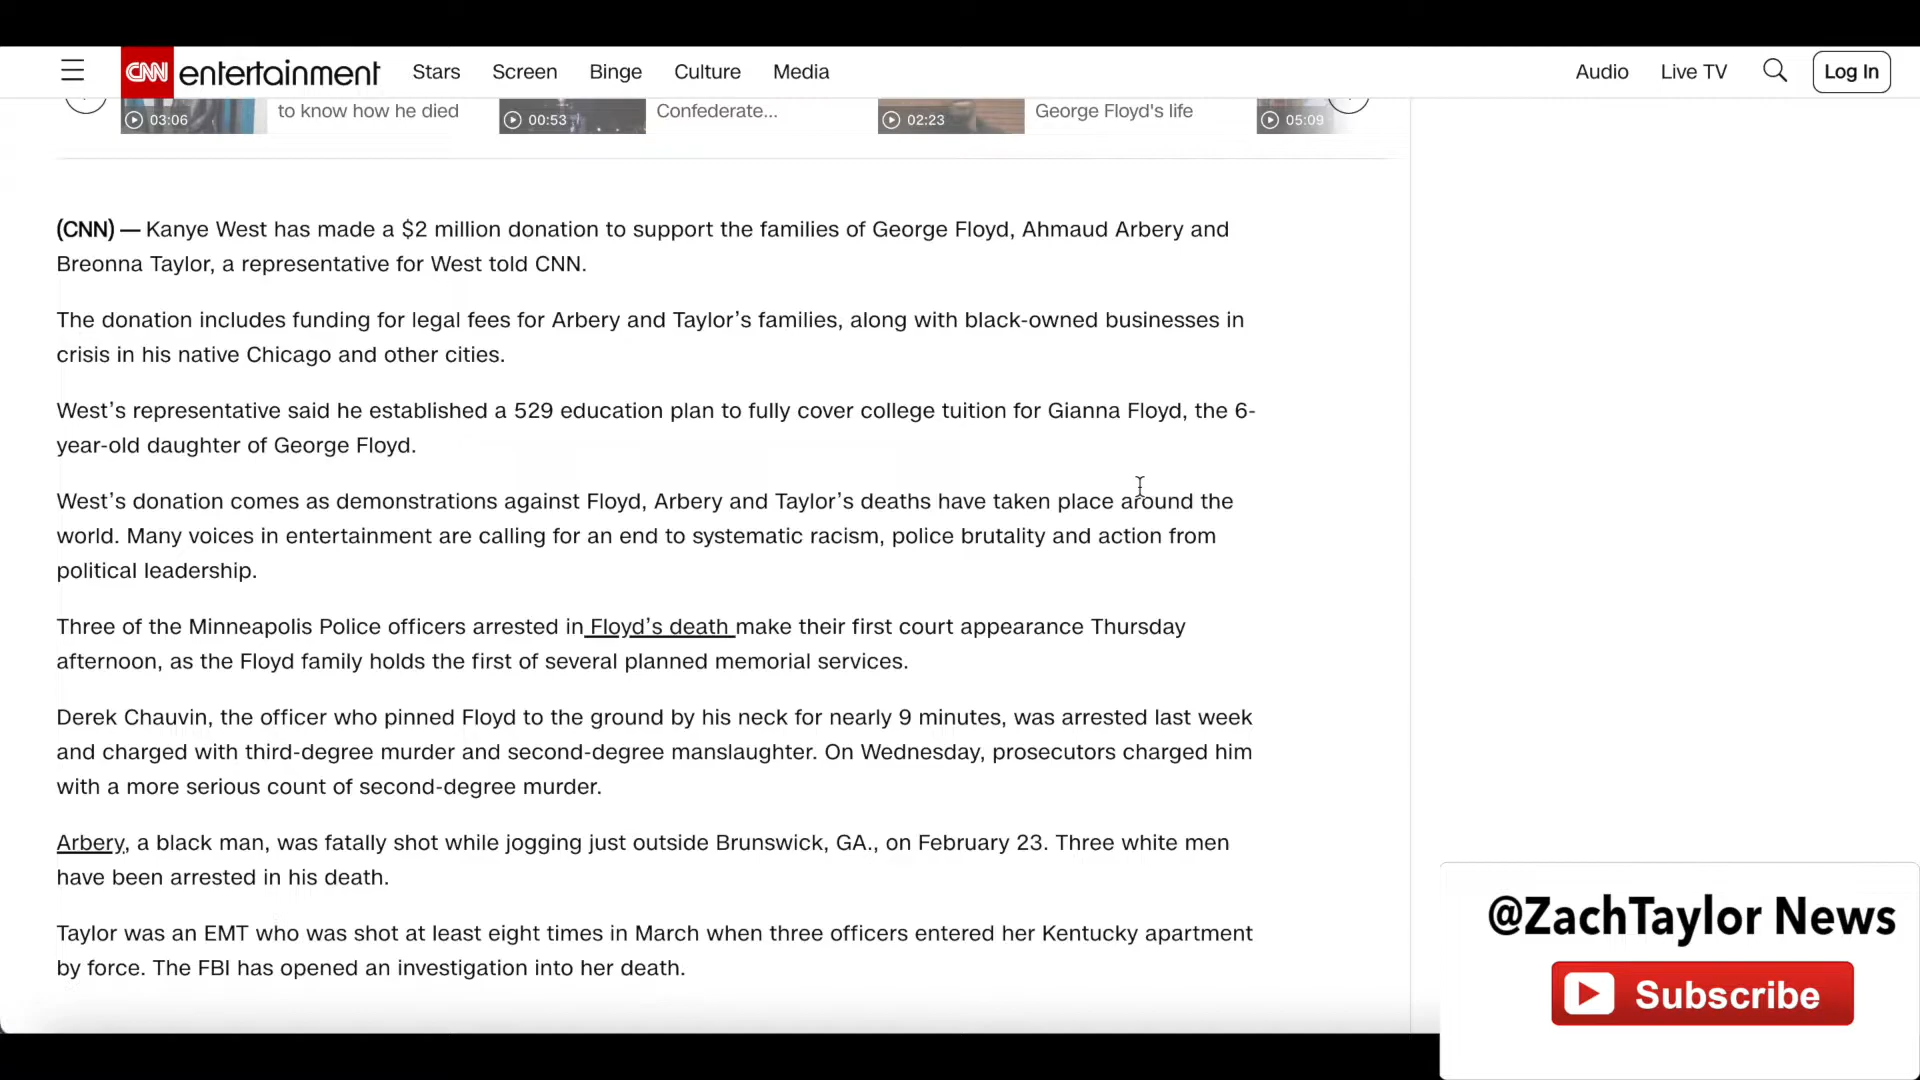 CNN entertainment Stars Screen Binge Culture Media Audio Live TV Log In
to know how he died Confederate... George Floyd's life
03:06 00:53 02:23 05:09
(CNN) — Kanye West has made a $2 million donation to support the families of George Floyd, Ahmaud Arbery and
Breonna Taylor, a representative for West told CNN.
The donation includes funding for legal fees for Arbery and Taylor’s families, along with black-owned businesses in
crisis in his native Chicago and other cities.
West’s representative said he established a 529 education plan to fully cover college tuition for Gianna Floyd, the 6-
year-old daughter of George Floyd.
West’s donation comes as demonstrations against Floyd, Arbery and Taylor’s deaths have taken place around the
world. Many voices in entertainment are calling for an end to systematic racism, police brutality and action from
political leadership.
Three of the Minneapolis Police officers arrested in Floyd’s death make their first court appearance Thursday
afternoon, as the Floyd family holds the first of several planned memorial services.
Derek Chauvin, the officer who pinned Floyd to the ground by his neck for nearly 9 minutes, was arrested last week
and charged with third-degree murder and second-degree manslaughter. On Wednesday, prosecutors charged him
with a more serious count of second-degree murder.
Arbery, a black man, was fatally shot while jogging just outside Brunswick, GA., on February 23. Three white men
have been arrested in his death.
Taylor was an EMT who was shot at least eight times in March when three officers entered her Kentucky apartment
by force. The FBI has opened an investigation into her death.
@ZachTaylor News
Subscribe